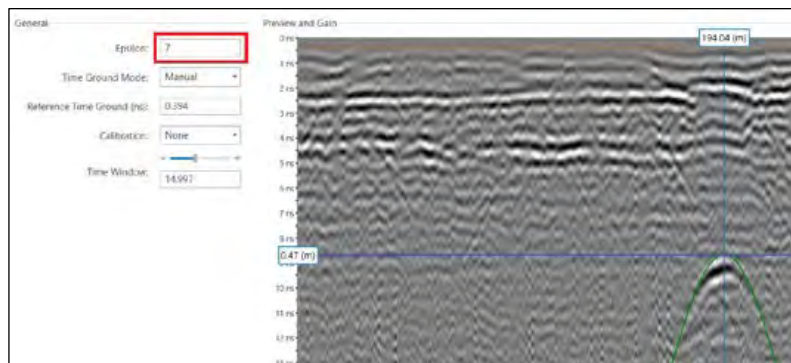 General
Epsilon: 7
Time Ground Mode: Manual
Reference Time Ground (ns): 0.394
Calibration: None
Time Window: 14.997
Preview and Gain
194.04 (m)
0 ns
1 ns
2 ns
3 ns
4 ns
5 ns
6 ns
7 ns
8 ns
0.47 (m)
10 ns
11 ns
12 ns